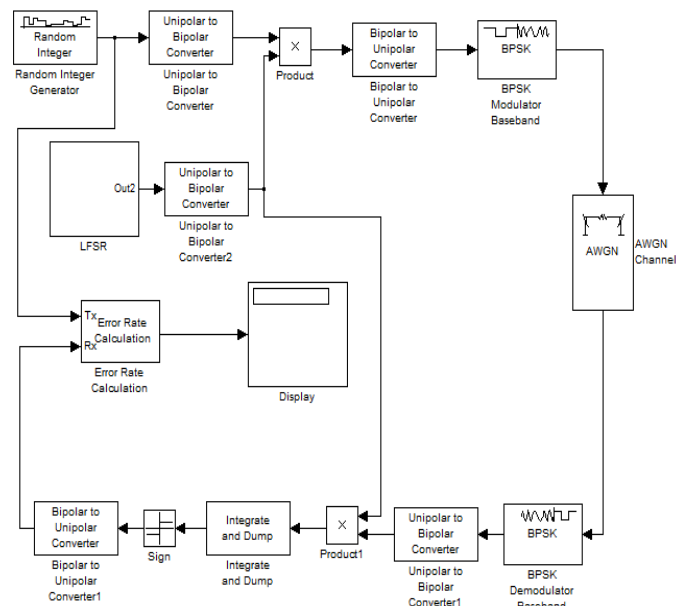 Random
Integer
Random Integer
Generator
Unipolar to
Bipolar
Converter
Unipolar to
Bipolar
Converter
X
Product
Bipolar to
Unipolar
Converter
Bipolar to
Unipolar
Converter
BPSK
BPSK
Modulator
Baseband
Out2
LFSR
Unipolar to
Bipolar
Converter
Unipolar to
Bipolar
Converter2
AWGN
AWGN
Channel
Tx
Rx
Error Rate
Calculation
Error Rate
Calculation
Display
Bipolar to
Unipolar
Converter
Bipolar to
Unipolar
Converter1
Sign
Integrate
and Dump
Integrate
and Dump
X
Product1
Unipolar to
Bipolar
Converter
Unipolar to
Bipolar
Converter1
BPSK
BPSK
Demodulator
Baseband